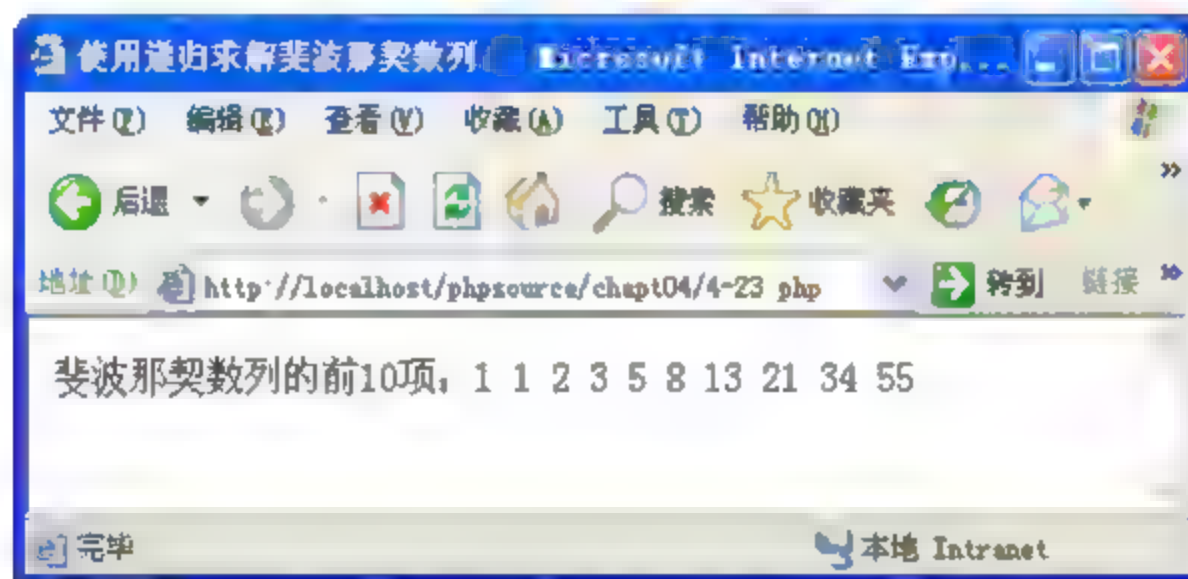 使用递归求解斐波那契数列 Microsoft Internet Exp...
文件(F) 编辑(E) 查看(V) 收藏(A) 工具(T) 帮助(H)
后退 搜索 收藏夹 »
地址(D) http://localhost/phpsource/chapt04/4-23.php 转到 链接 »
斐波那契数列的前10项: 1 1 2 3 5 8 13 21 34 55
完毕 本地 Intranet